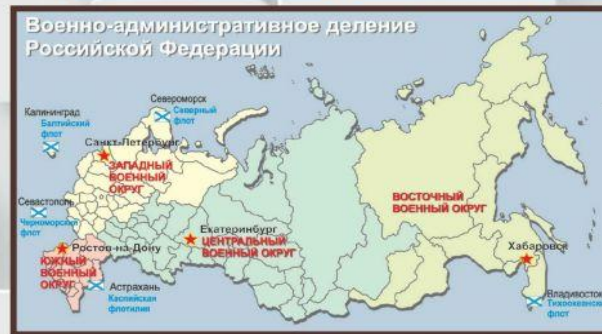 Военно-административное деление
Российской Федерации
Североморск
Северный
флот
Калининград
Балтийский
флот
Санкт-Петербург
ЗАПАДНЫЙ
ВОЕННЫЙ
ОКРУГ
ВОСТОЧНЫЙ
ВОЕННЫЙ ОКРУГ
Севастополь
Черноморский
флот
Екатеринбург
ЦЕНТРАЛЬНЫЙ
ВОЕННЫЙ ОКРУГ
Ростов-на-Дону
ЮЖНЫЙ
ВОЕННЫЙ
ОКРУГ
Хабаровск
Астрахань
Каспийская
флотилия
Владивосток
Тихоокеанский
флот